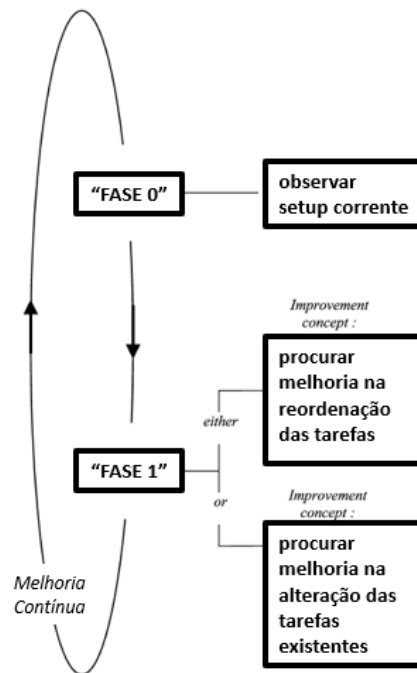 “FASE 0”
observar
setup corrente
Improvement
concept :
procurar
melhoria na
reordenação
das tarefas
either
“FASE 1”
or
Improvement
concept :
procurar
melhoria na
alteração das
tarefas
existentes
Melhoria
Contínua